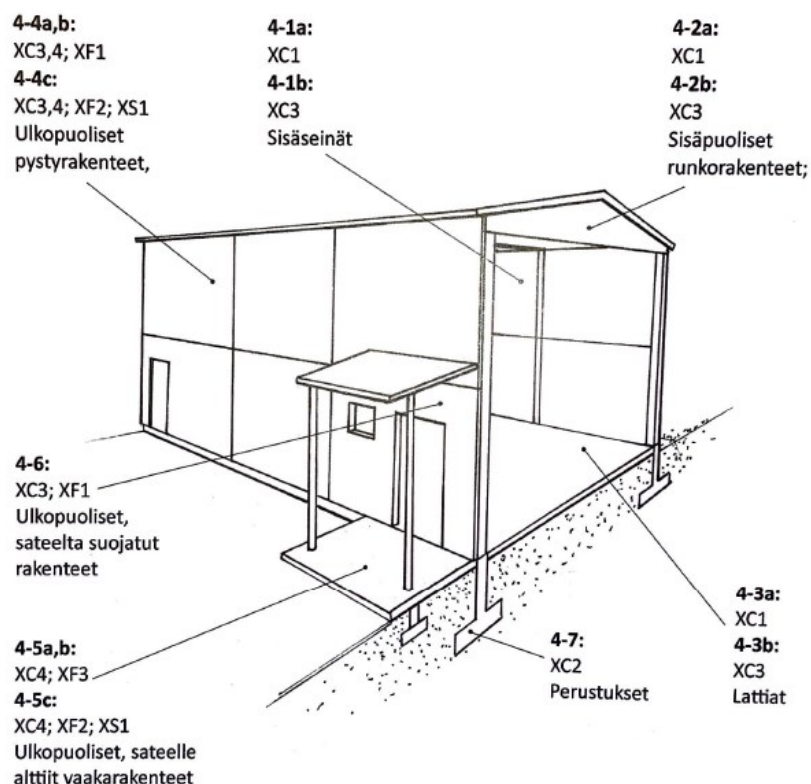 4-4a,b:
XC3,4; XF1
4-4c:
XC3,4; XF2; XS1
Ulkopuoliset
pystyrakenteet,
4-1a:
XC1
4-1b:
XC3
Sisäseinät
4-2a:
XC1
4-2b:
XC3
Sisäpuoliset
runkorakenteet;
4-6:
XC3; XF1
Ulkopuoliset,
sateelta suojatut
rakenteet
4-5a,b:
XC4; XF3
4-5c:
XC4; XF2; XS1
Ulkopuoliset, sateelle
alttiit vaakarakenteet
4-7:
XC2
Perustukset
4-3a:
XC1
4-3b:
XC3
Lattiat